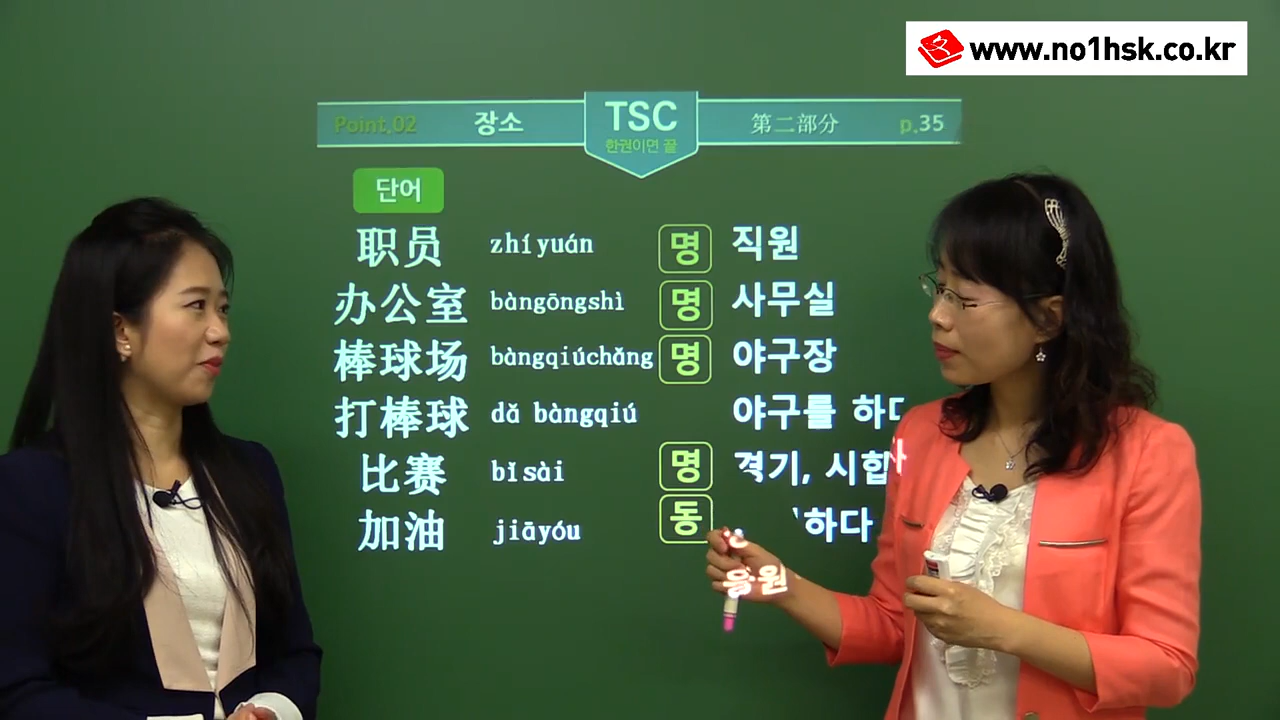 www.no1hsk.co.kr
Point.02 장소 TSC 第二部分 p.35
한권이면 끝
단어
职员 zhíyuán 명 직원
办公室 bàngōngshì 명 사무실
棒球场 bàngqiúchǎng 명 야구장
打棒球 dǎ bàngqiú 야구를 하다
比赛 bǐsài 명 경기, 시합
加油 jiāyóu 동 응원하다